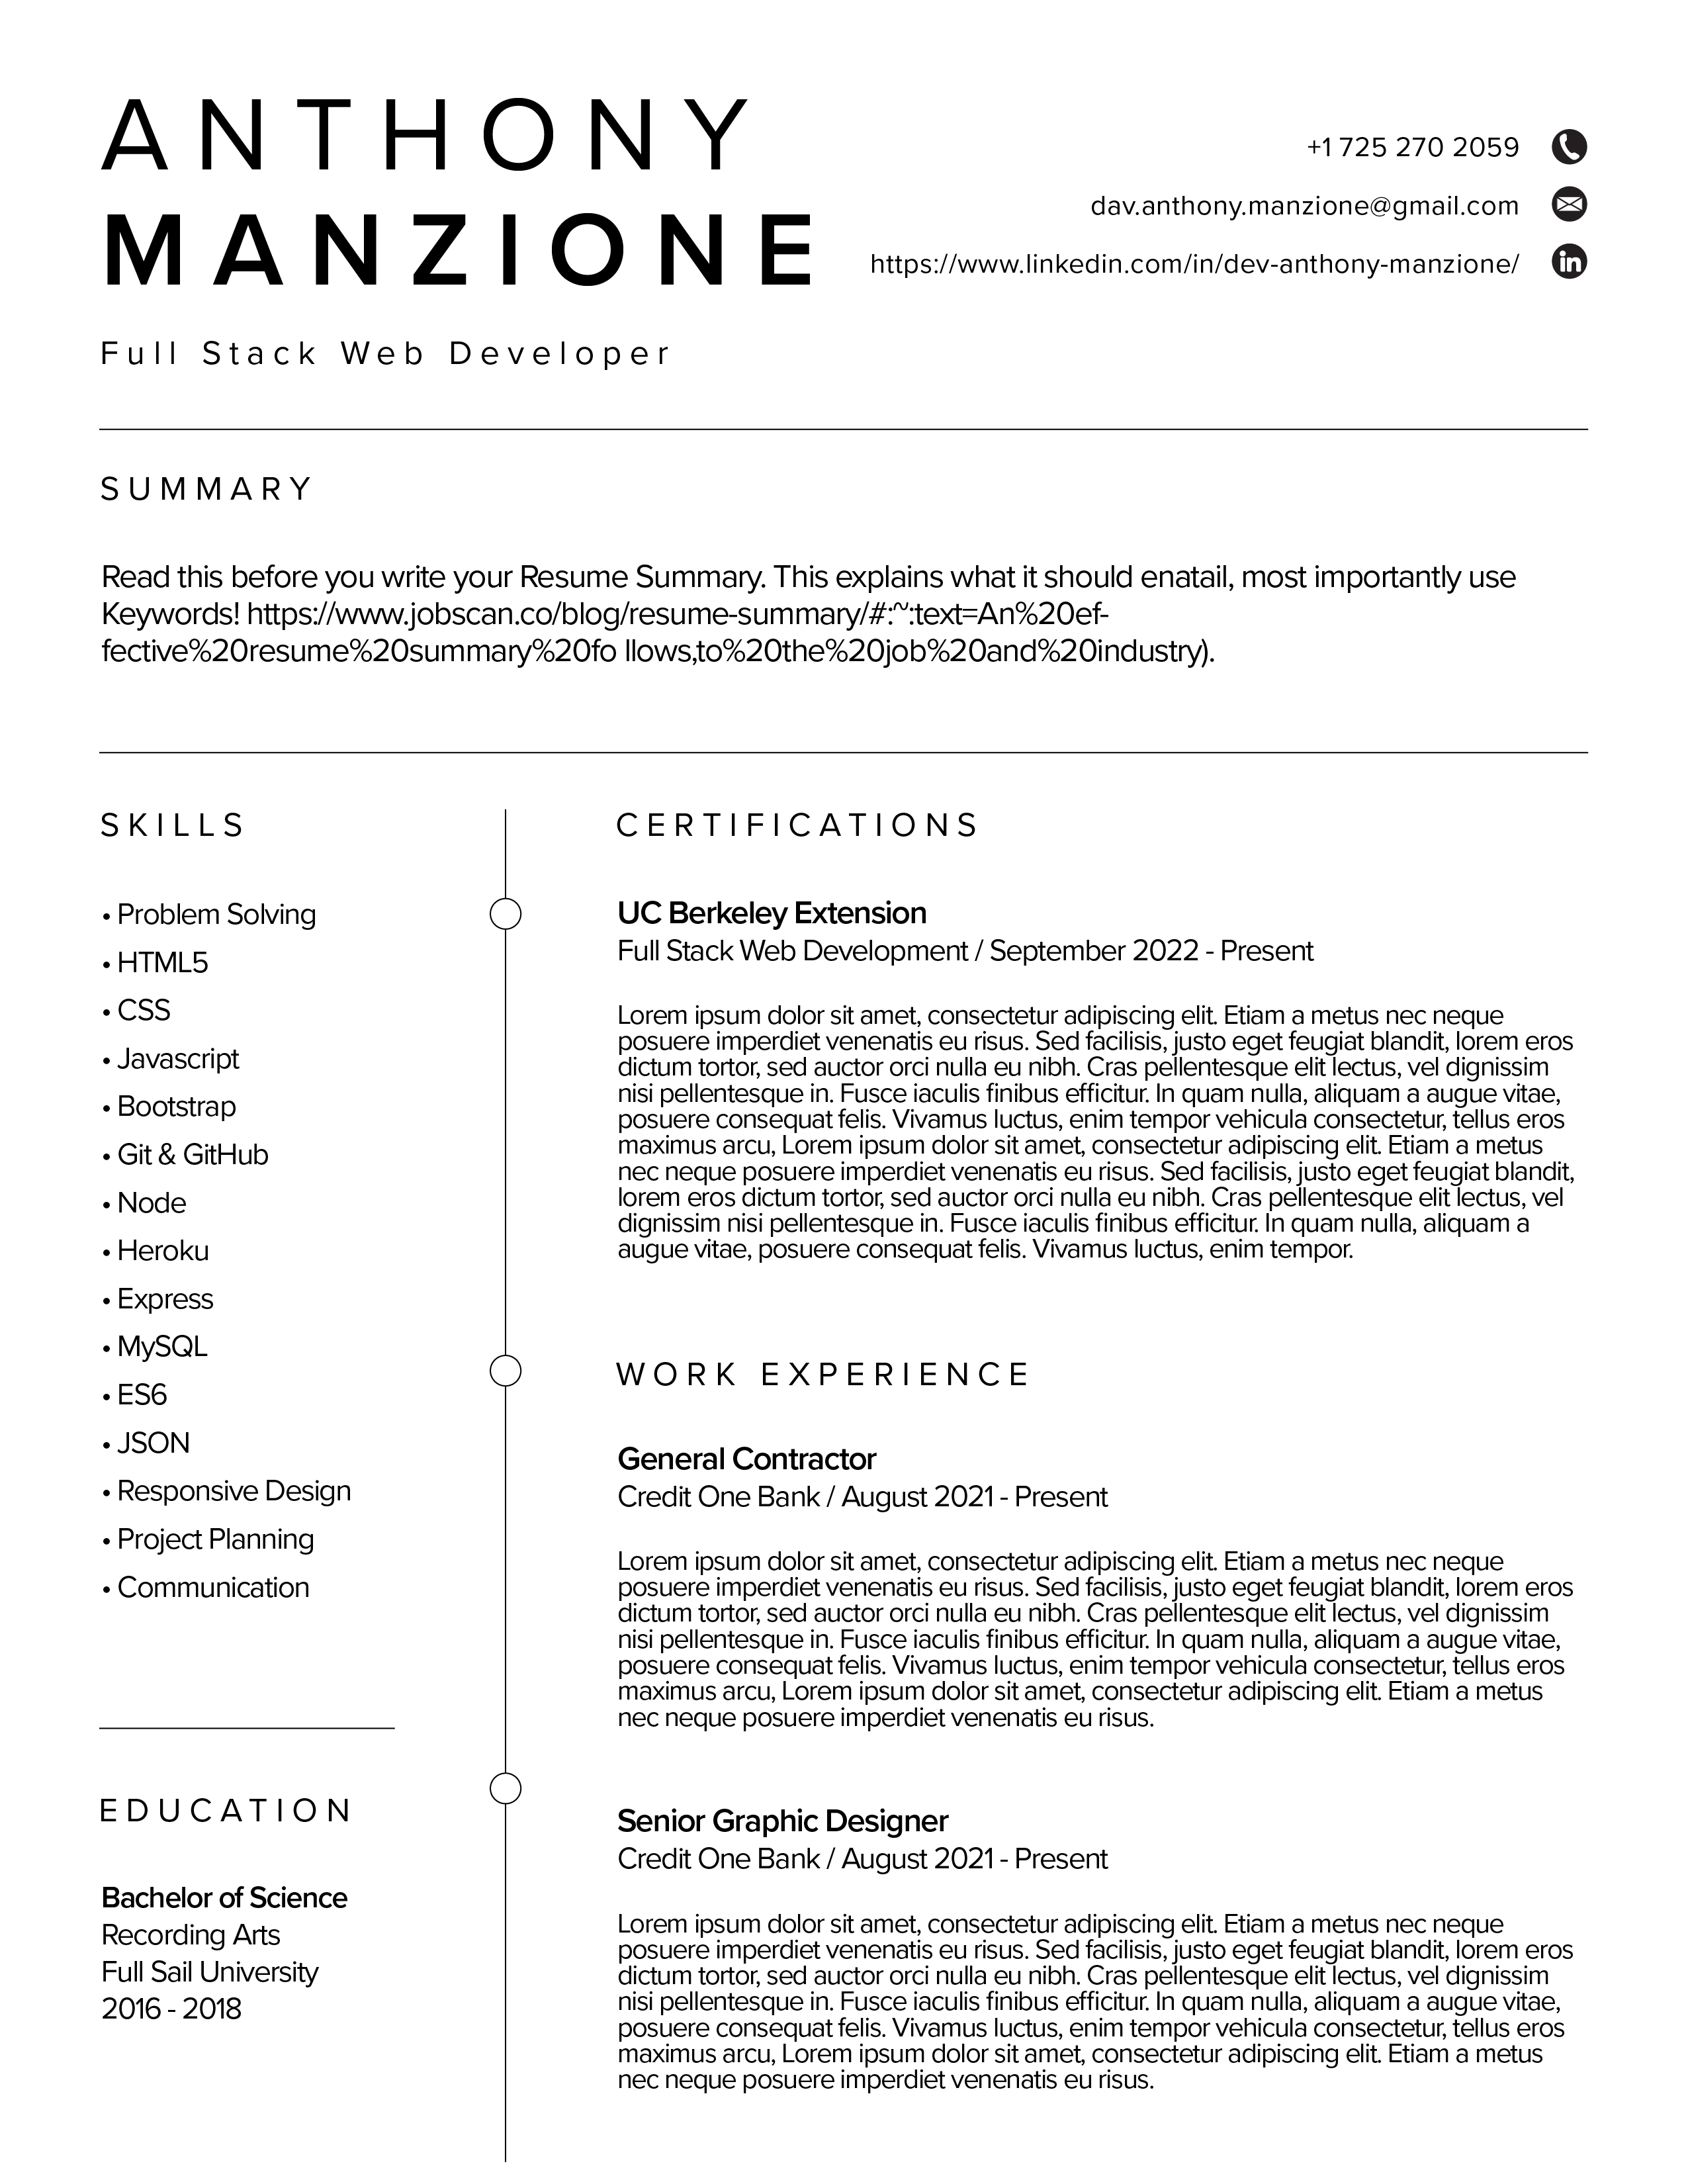 ANTHONY
MANZIONE
Full Stack Web Developer
+1 725 270 2059
dav.anthony.manzione@gmail.com
https://www.linkedin.com/in/dev-anthony-manzione/
in
SUMMARY
Read this before you write your Resume Summary. This explains what it should enatail, most importantly use
Keywords! https://www.jobscan.co/blog/resume-summary/#:~:text=An%20ef-
fective%20resume%20summary%20fo llows,to%20the%20job%20and%20industry).
SKILLS
• Problem Solving
• HTML5
• CSS
• Javascript
• Bootstrap
• Git & GitHub
• Node
• Heroku
• Express
• MySQL
• ES6
• JSON
• Responsive Design
• Project Planning
• Communication
EDUCATION
Bachelor of Science
Recording Arts
Full Sail University
2016 - 2018
CERTIFICATIONS
UC Berkeley Extension
Full Stack Web Development / September 2022 - Present
Lorem ipsum dolor sit amet, consectetur adipiscing elit. Etiam a metus nec neque
posuere imperdiet venenatis eu risus. Sed facilisis, justo eget feugiat blandit, lorem eros
dictum tortor, sed auctor orci nulla eu nibh. Cras pellentesque elit lectus, vel dignissim
nisi pellentesque in. Fusce iaculis finibus efficitur. In quam nulla, aliquam a augue vitae,
posuere consequat felis. Vivamus luctus, enim tempor vehicula consectetur, tellus eros
maximus arcu, Lorem ipsum dolor sit amet, consectetur adipiscing elit. Etiam a metus
nec neque posuere imperdiet venenatis eu risus. Sed facilisis, justo eget feugiat blandit,
lorem eros dictum tortor, sed auctor orci nulla eu nibh. Cras pellentesque elit lectus, vel
dignissim nisi pellentesque in. Fusce iaculis finibus efficitur. In quam nulla, aliquam a
augue vitae, posuere consequat felis. Vivamus luctus, enim tempor.
WORK EXPERIENCE
General Contractor
Credit One Bank / August 2021 - Present
Lorem ipsum dolor sit amet, consectetur adipiscing elit. Etiam a metus nec neque
posuere imperdiet venenatis eu risus. Sed facilisis, justo eget feugiat blandit, lorem eros
dictum tortor, sed auctor orci nulla eu nibh. Cras pellentesque elit lectus, vel dignissim
nisi pellentesque in. Fusce iaculis finibus efficitur. In quam nulla, aliquam a augue vitae,
posuere consequat felis. Vivamus luctus, enim tempor vehicula consectetur, tellus eros
maximus arcu, Lorem ipsum dolor sit amet, consectetur adipiscing elit. Etiam a metus
nec neque posuere imperdiet venenatis eu risus.
Senior Graphic Designer
Credit One Bank / August 2021 - Present
Lorem ipsum dolor sit amet, consectetur adipiscing elit. Etiam a metus nec neque
posuere imperdiet venenatis eu risus. Sed facilisis, justo eget feugiat blandit, lorem eros
dictum tortor, sed auctor orci nulla eu nibh. Cras pellentesque elit lectus, vel dignissim
nisi pellentesque in. Fusce iaculis finibus efficitur. In quam nulla, aliquam a augue vitae,
posuere consequat felis. Vivamus luctus, enim tempor vehicula consectetur, tellus eros
maximus arcu, Lorem ipsum dolor sit amet, consectetur adipiscing elit. Etiam a metus
nec neque posuere imperdiet venenatis eu risus.